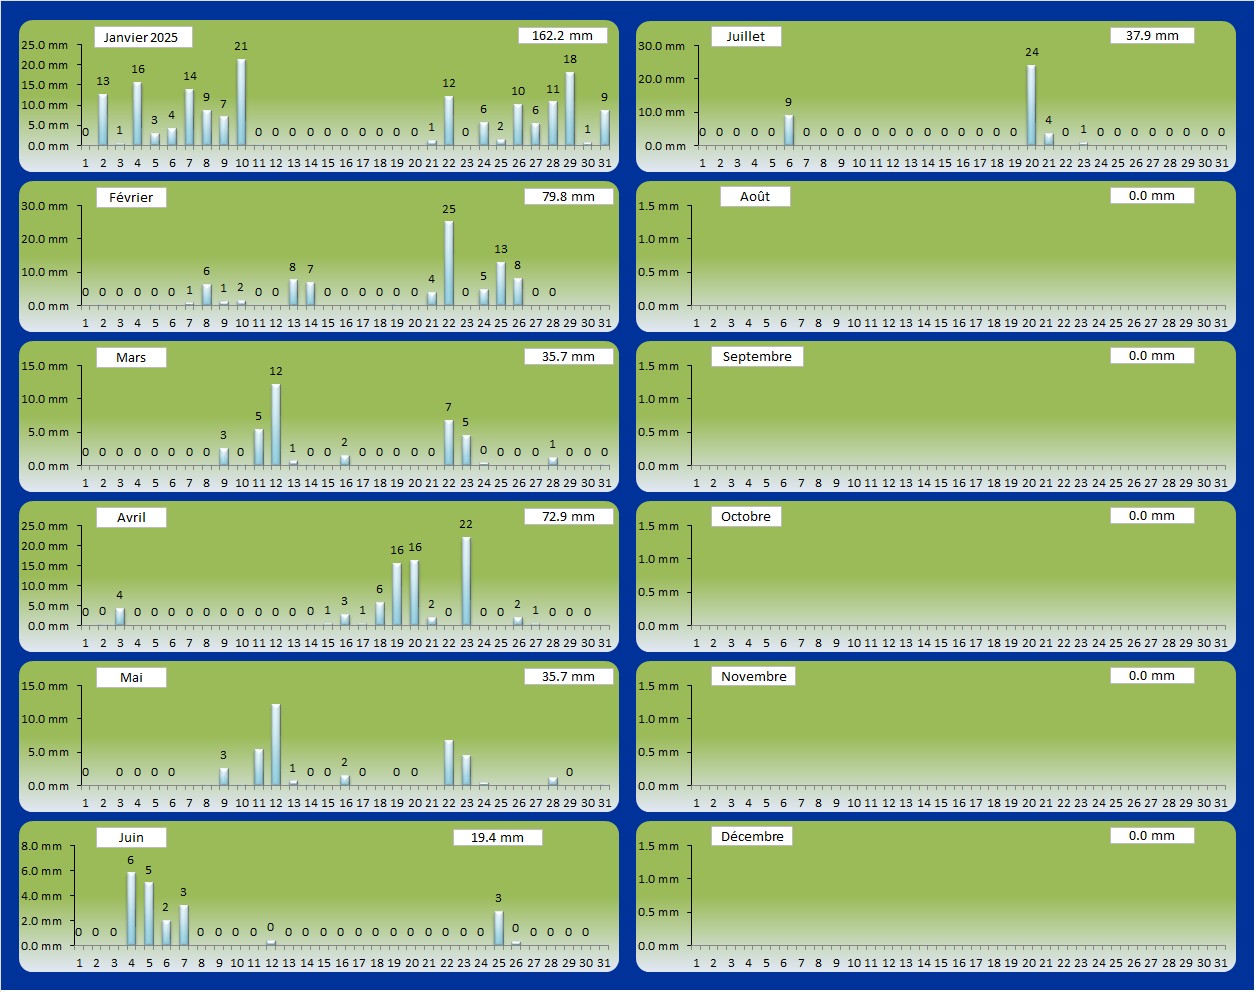 Janvier 2025
162.2 mm
25.0 mm
20.0 mm
15.0 mm
10.0 mm
5.0 mm
0.0 mm
0 13 1 16 3 4 14 9 7 21 0 0 0 0 0 0 0 0 0 0 1 12 0 6 2 10 6 11 18 1 9
1 2 3 4 5 6 7 8 9 10 11 12 13 14 15 16 17 18 19 20 21 22 23 24 25 26 27 28 29 30 31
Février
79.8 mm
30.0 mm
20.0 mm
10.0 mm
0.0 mm
0 0 0 0 0 0 1 6 1 2 0 0 8 7 0 0 0 0 0 0 4 25 0 5 13 8 0 0
1 2 3 4 5 6 7 8 9 10 11 12 13 14 15 16 17 18 19 20 21 22 23 24 25 26 27 28 29 30 31
Mars
35.7 mm
15.0 mm
10.0 mm
5.0 mm
0.0 mm
0 0 0 0 0 0 0 0 3 0 5 12 1 0 0 2 0 0 0 0 0 7 5 0 0 0 0 1 0 0 0
1 2 3 4 5 6 7 8 9 10 11 12 13 14 15 16 17 18 19 20 21 22 23 24 25 26 27 28 29 30 31
Avril
72.9 mm
25.0 mm
20.0 mm
15.0 mm
10.0 mm
5.0 mm
0.0 mm
0 0 4 0 0 0 0 0 0 0 0 0 0 0 1 3 1 6 16 16 2 0 22 0 0 2 1 0 0 0
1 2 3 4 5 6 7 8 9 10 11 12 13 14 15 16 17 18 19 20 21 22 23 24 25 26 27 28 29 30 31
Mai
35.7 mm
15.0 mm
10.0 mm
5.0 mm
0.0 mm
0 0 0 0 0 3 1 0 0 2 0 0 0 0
1 2 3 4 5 6 7 8 9 10 11 12 13 14 15 16 17 18 19 20 21 22 23 24 25 26 27 28 29 30 31
Juin
19.4 mm
8.0 mm
6.0 mm
4.0 mm
2.0 mm
0.0 mm
0 0 0 6 5 2 3 0 0 0 0 0 0 0 0 0 0 0 0 0 0 0 0 0 3 0 0 0 0 0
1 2 3 4 5 6 7 8 9 10 11 12 13 14 15 16 17 18 19 20 21 22 23 24 25 26 27 28 29 30 31
Juillet
37.9 mm
30.0 mm
20.0 mm
10.0 mm
0.0 mm
0 0 0 0 0 9 0 0 0 0 0 0 0 0 0 0 0 0 0 24 4 0 1 0 0 0 0 0 0 0 0
1 2 3 4 5 6 7 8 9 10 11 12 13 14 15 16 17 18 19 20 21 22 23 24 25 26 27 28 29 30 31
Août
0.0 mm
1.5 mm
1.0 mm
0.5 mm
0.0 mm
1 2 3 4 5 6 7 8 9 10 11 12 13 14 15 16 17 18 19 20 21 22 23 24 25 26 27 28 29 30 31
Septembre
0.0 mm
1.5 mm
1.0 mm
0.5 mm
0.0 mm
1 2 3 4 5 6 7 8 9 10 11 12 13 14 15 16 17 18 19 20 21 22 23 24 25 26 27 28 29 30 31
Octobre
0.0 mm
1.5 mm
1.0 mm
0.5 mm
0.0 mm
1 2 3 4 5 6 7 8 9 10 11 12 13 14 15 16 17 18 19 20 21 22 23 24 25 26 27 28 29 30 31
Novembre
0.0 mm
1.5 mm
1.0 mm
0.5 mm
0.0 mm
1 2 3 4 5 6 7 8 9 10 11 12 13 14 15 16 17 18 19 20 21 22 23 24 25 26 27 28 29 30 31
Décembre
0.0 mm
1.5 mm
1.0 mm
0.5 mm
0.0 mm
1 2 3 4 5 6 7 8 9 10 11 12 13 14 15 16 17 18 19 20 21 22 23 24 25 26 27 28 29 30 31